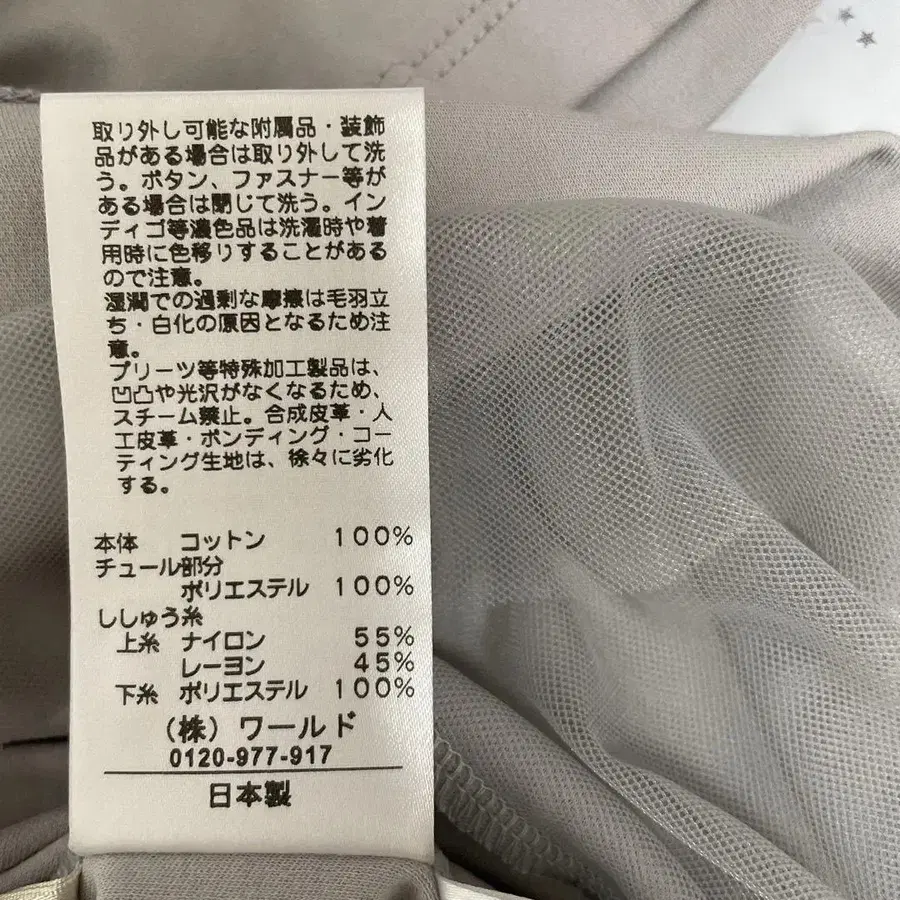 取り外し可能な附属品・装飾
品がある場合は取り外して洗
う。ボタン、ファスナー等が
ある場合は閉じて洗う。イン
ディゴ等濃色品は洗濯時や着
用時に色移りすることがある
ので注意。
湿潤での過剰な摩擦は毛羽立
ち・白化の原因となるため注
意。
プリーツ等特殊加工製品は、
凹凸や光沢がなくなるため、
スチーム禁止。合成皮革・人
工皮革・ボンディング・コー
ティング生地は、徐々に劣化
する。
本体 コットン 100%
チュール部分
ポリエステル 100%
ししゅう糸
上糸 ナイロン 55%
レーヨン 45%
下糸 ポリエステル 100%
(株)ワールド
0120-977-917
日本製